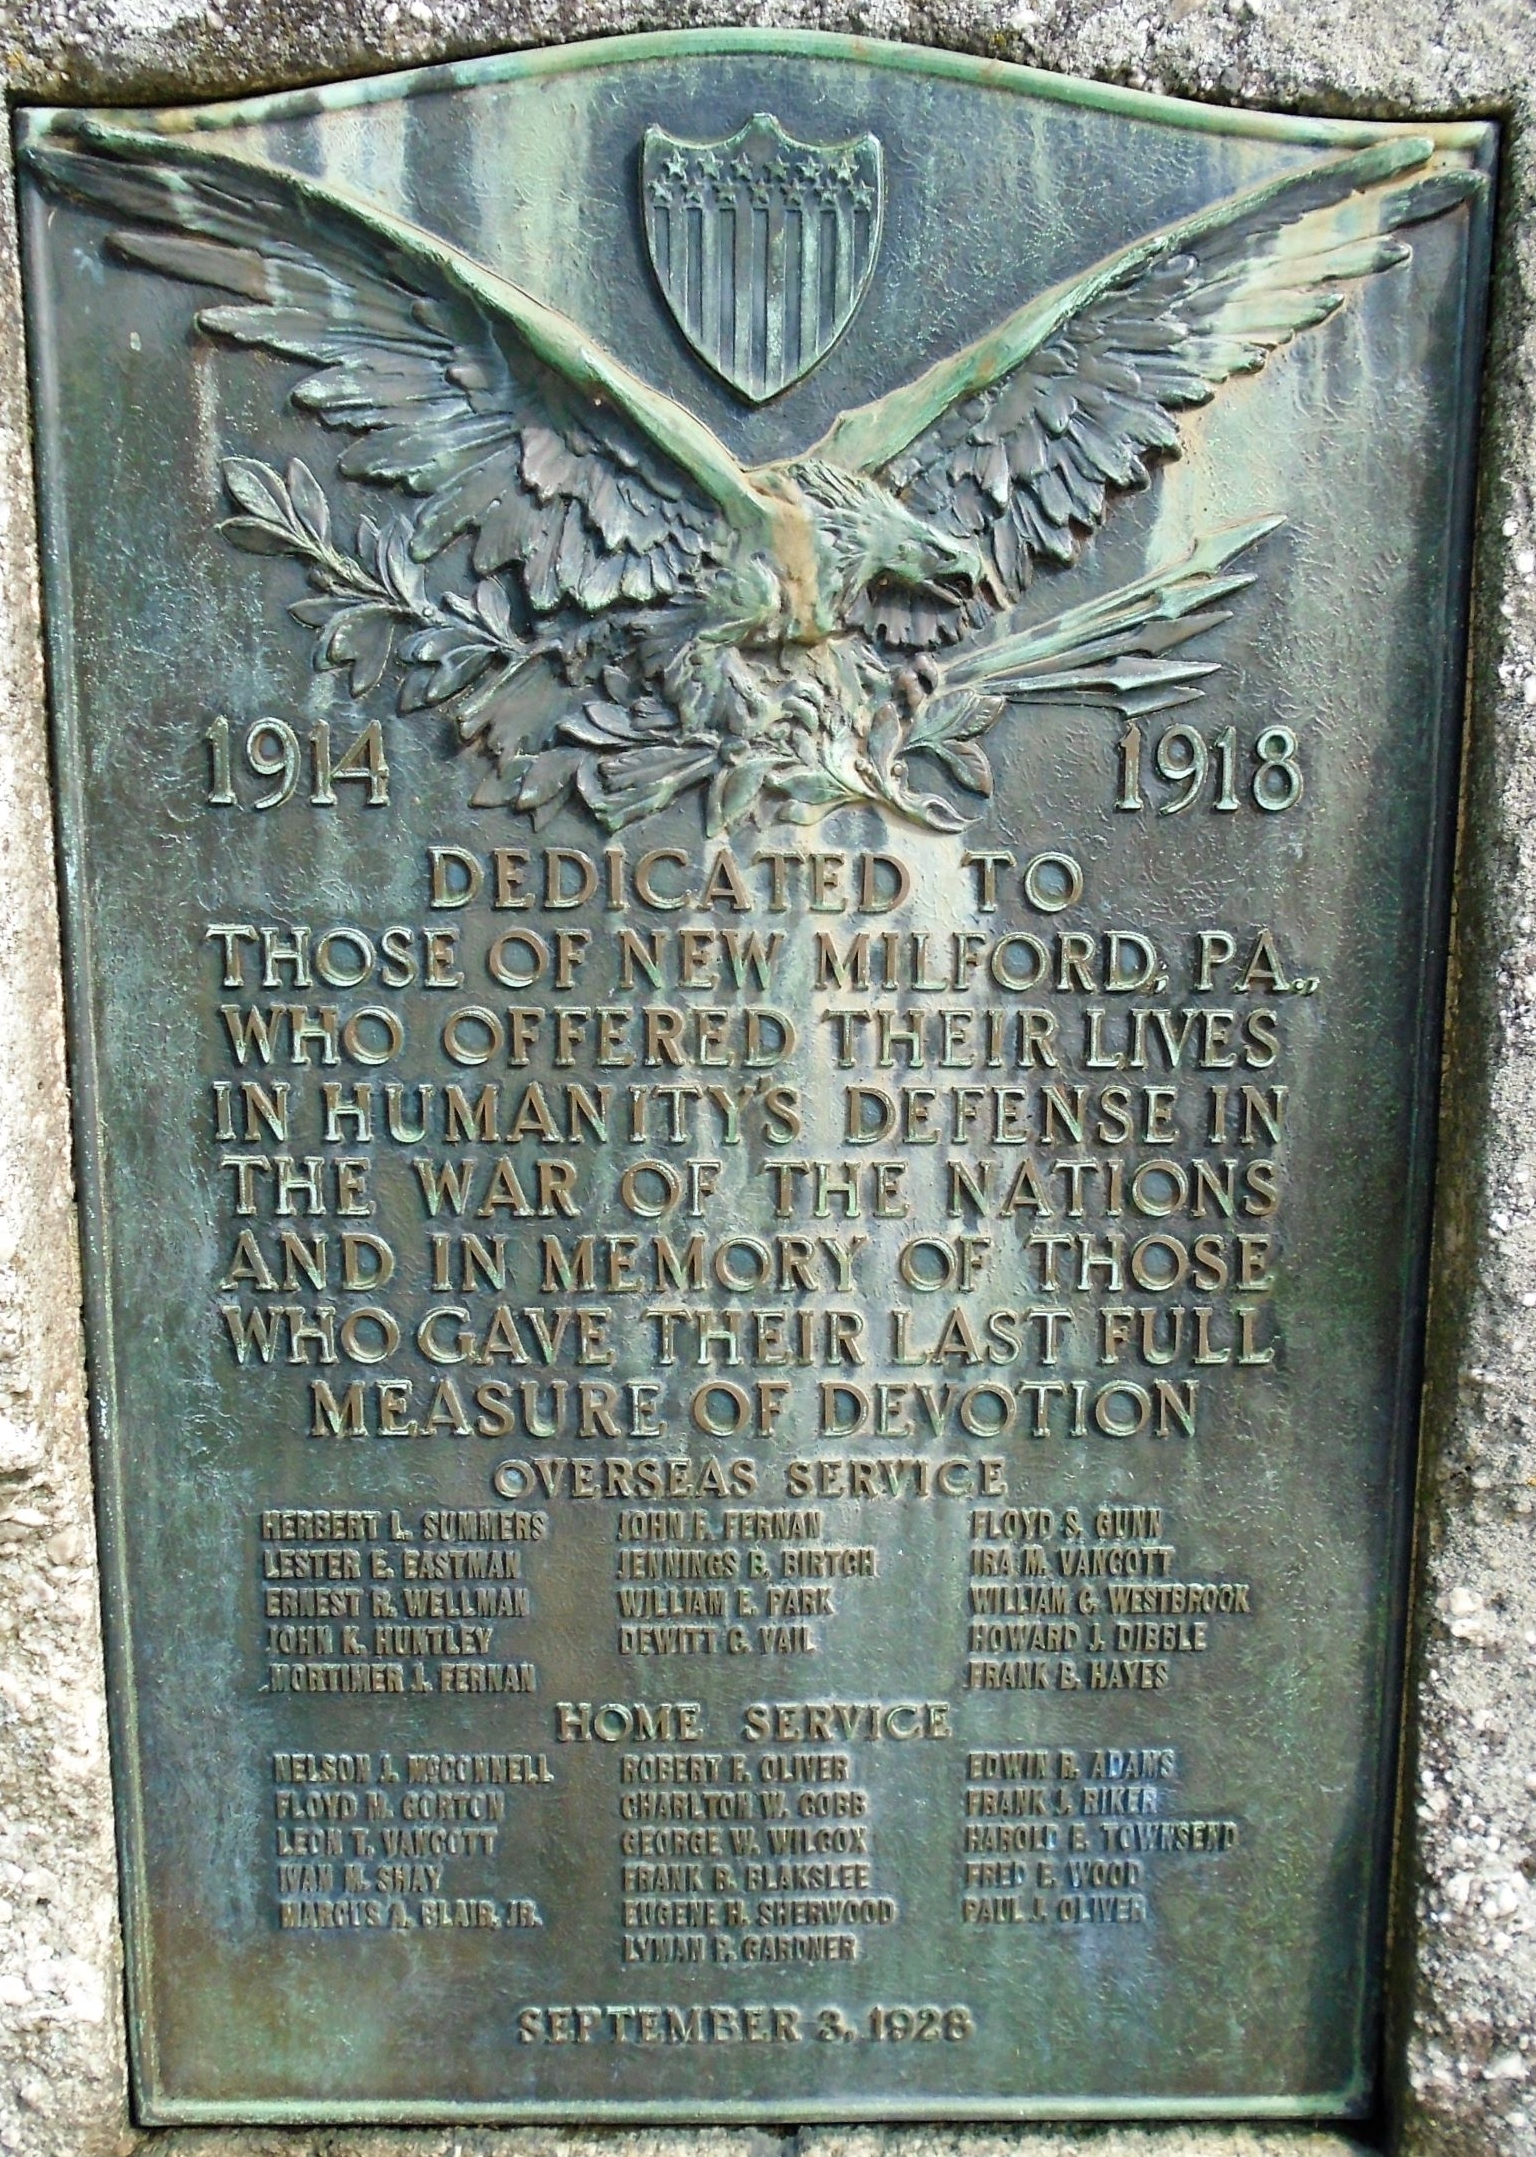 1914 1918
DEDICATED TO
THOSE OF NEW MILFORD, PA.,
WHO OFFERED THEIR LIVES
IN HUMANITY'S DEFENSE IN
THE WAR OF THE NATIONS
AND IN MEMORY OF THOSE
WHO GAVE THEIR LAST FULL
MEASURE OF DEVOTION
OVERSEAS SERVICE
HERBERT L. SUMMERS JOHN F. FERNAN FLOYD S. GUNN
LESTER E. EASTMAN JENNINGS B. BIRTCH IRA M. VANCOTT
ERNEST R. WELLMAN WILLIAM E. PARK WILLIAM C. WESTBROOK
JOHN K. HUNTLEY DEWITT C. VAIL HOWARD J. DIBBLE
MORTIMER J. FERNAN FRANK B. HAYES
HOME SERVICE
NELSON J. McCONNELL ROBERT F. OLIVER EDWIN R. ADAMS
FLOYD M. GORTON CHARLTON W. COBB FRANK J. RIKER
LEON T. VANCOTT GEORGE W. WILCOX HAROLD E. TOWNSEND
IVAN M. SHAY FRANK B. BLAKSLEE FRED E. WOOD
MARCUS A. BLAIR, JR. EUGENE H. SHERWOOD PAUL J. OLIVER
LYMAN P. GARDNER
SEPTEMBER 3, 1928